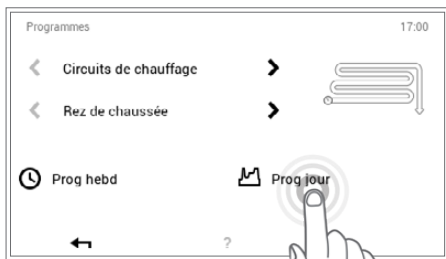 Programmes 17:00
Circuits de chauffage
Rez de chaussée
Prog hebd Prog jour
?